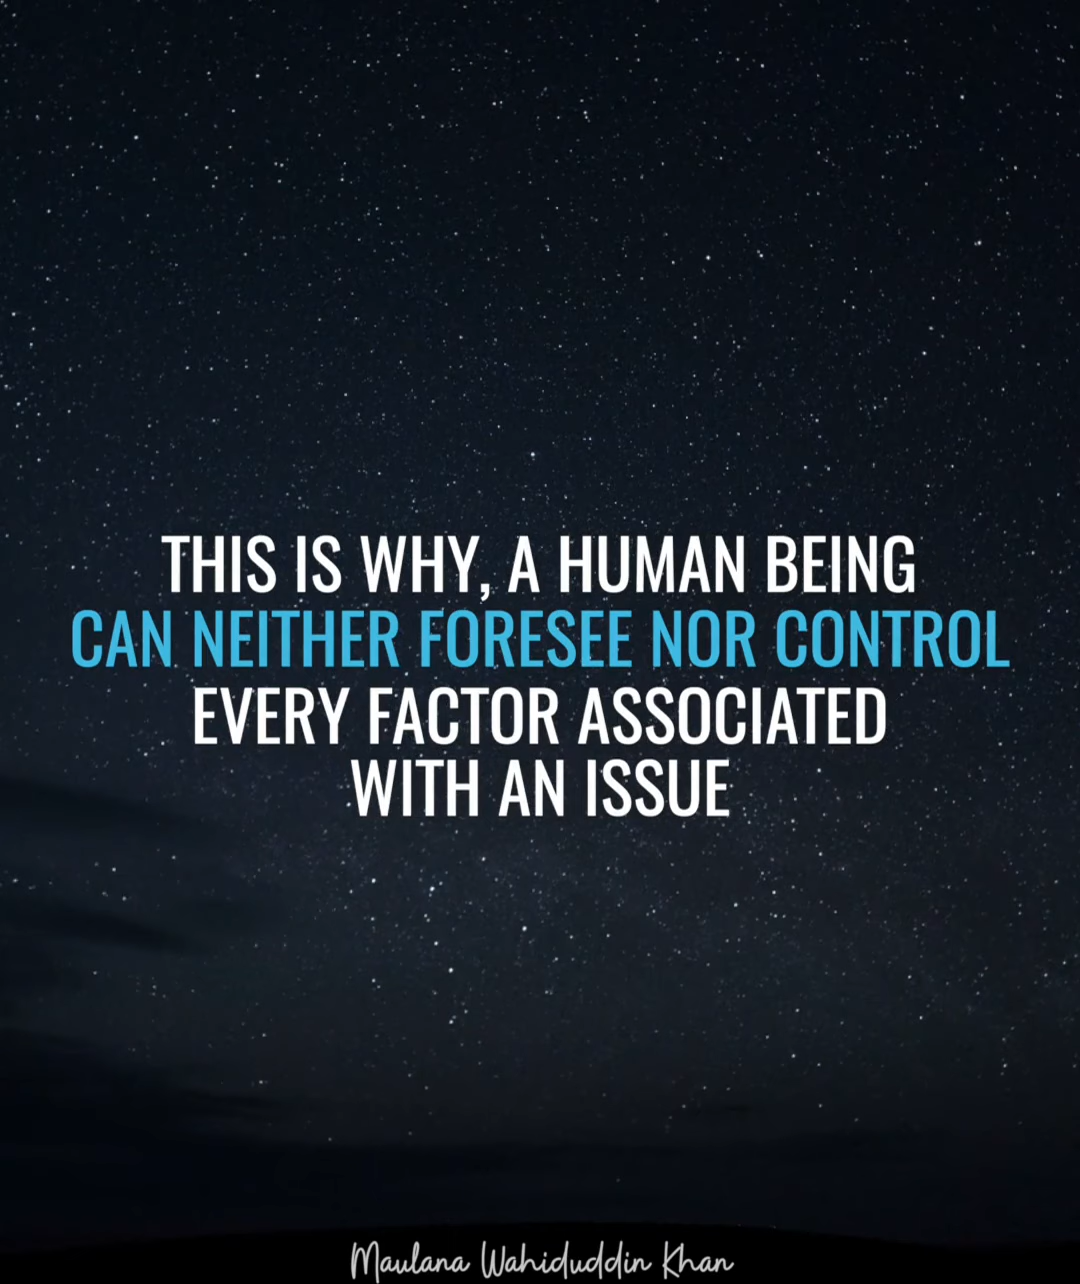 THIS IS WHY, A HUMAN BEING
CAN NEITHER FORESEE NOR CONTROL
EVERY FACTOR ASSOCIATED
WITH AN ISSUE
Maulana Wahiduddin Khan